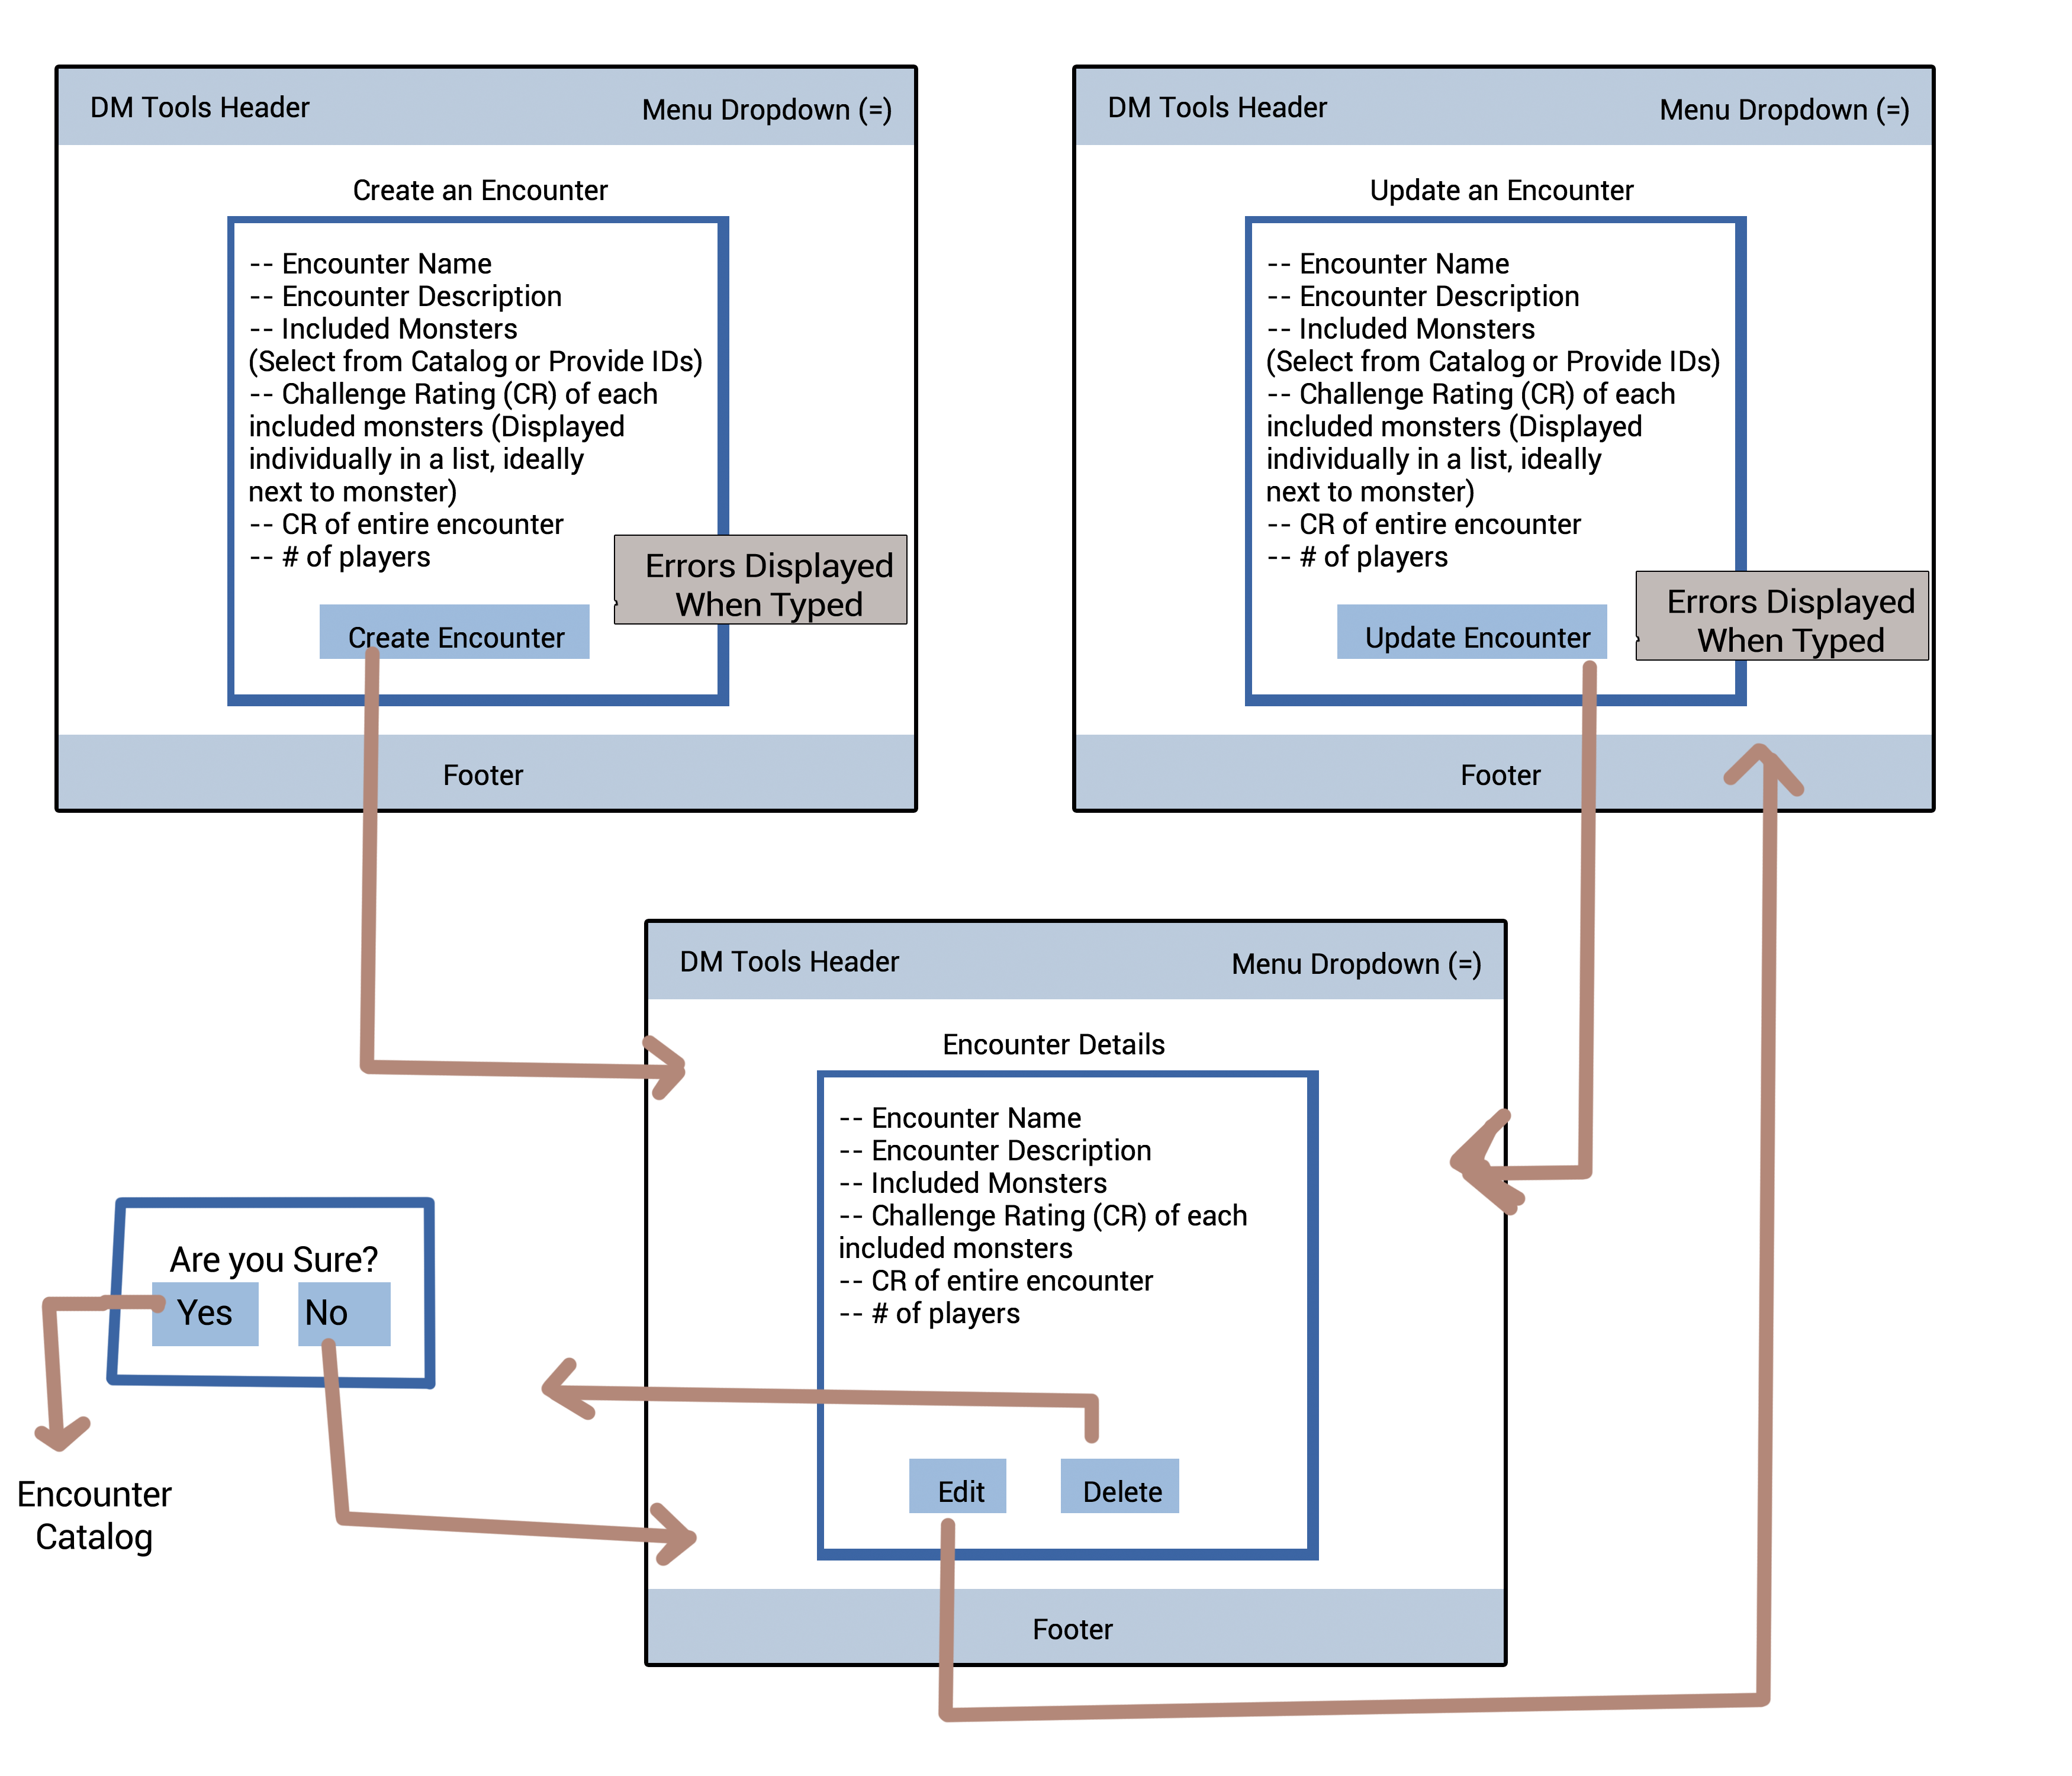 DM Tools Header
Menu Dropdown (=)
Create an Encounter
-- Encounter Name
-- Encounter Description
-- Included Monsters
(Select from Catalog or Provide IDs)
-- Challenge Rating (CR) of each
included monsters (Displayed
individually in a list, ideally
next to monster)
-- CR of entire encounter
-- # of players
Errors Displayed
When Typed
Create Encounter
Footer
DM Tools Header
Menu Dropdown (=)
Update an Encounter
-- Encounter Name
-- Encounter Description
-- Included Monsters
(Select from Catalog or Provide IDs)
-- Challenge Rating (CR) of each
included monsters (Displayed
individually in a list, ideally
next to monster)
-- CR of entire encounter
-- # of players
Errors Displayed
When Typed
Update Encounter
Footer
DM Tools Header
Menu Dropdown (=)
Encounter Details
-- Encounter Name
-- Encounter Description
-- Included Monsters
-- Challenge Rating (CR) of each
included monsters
-- CR of entire encounter
-- # of players
Edit
Delete
Footer
Are you Sure?
Yes
No
Encounter
Catalog